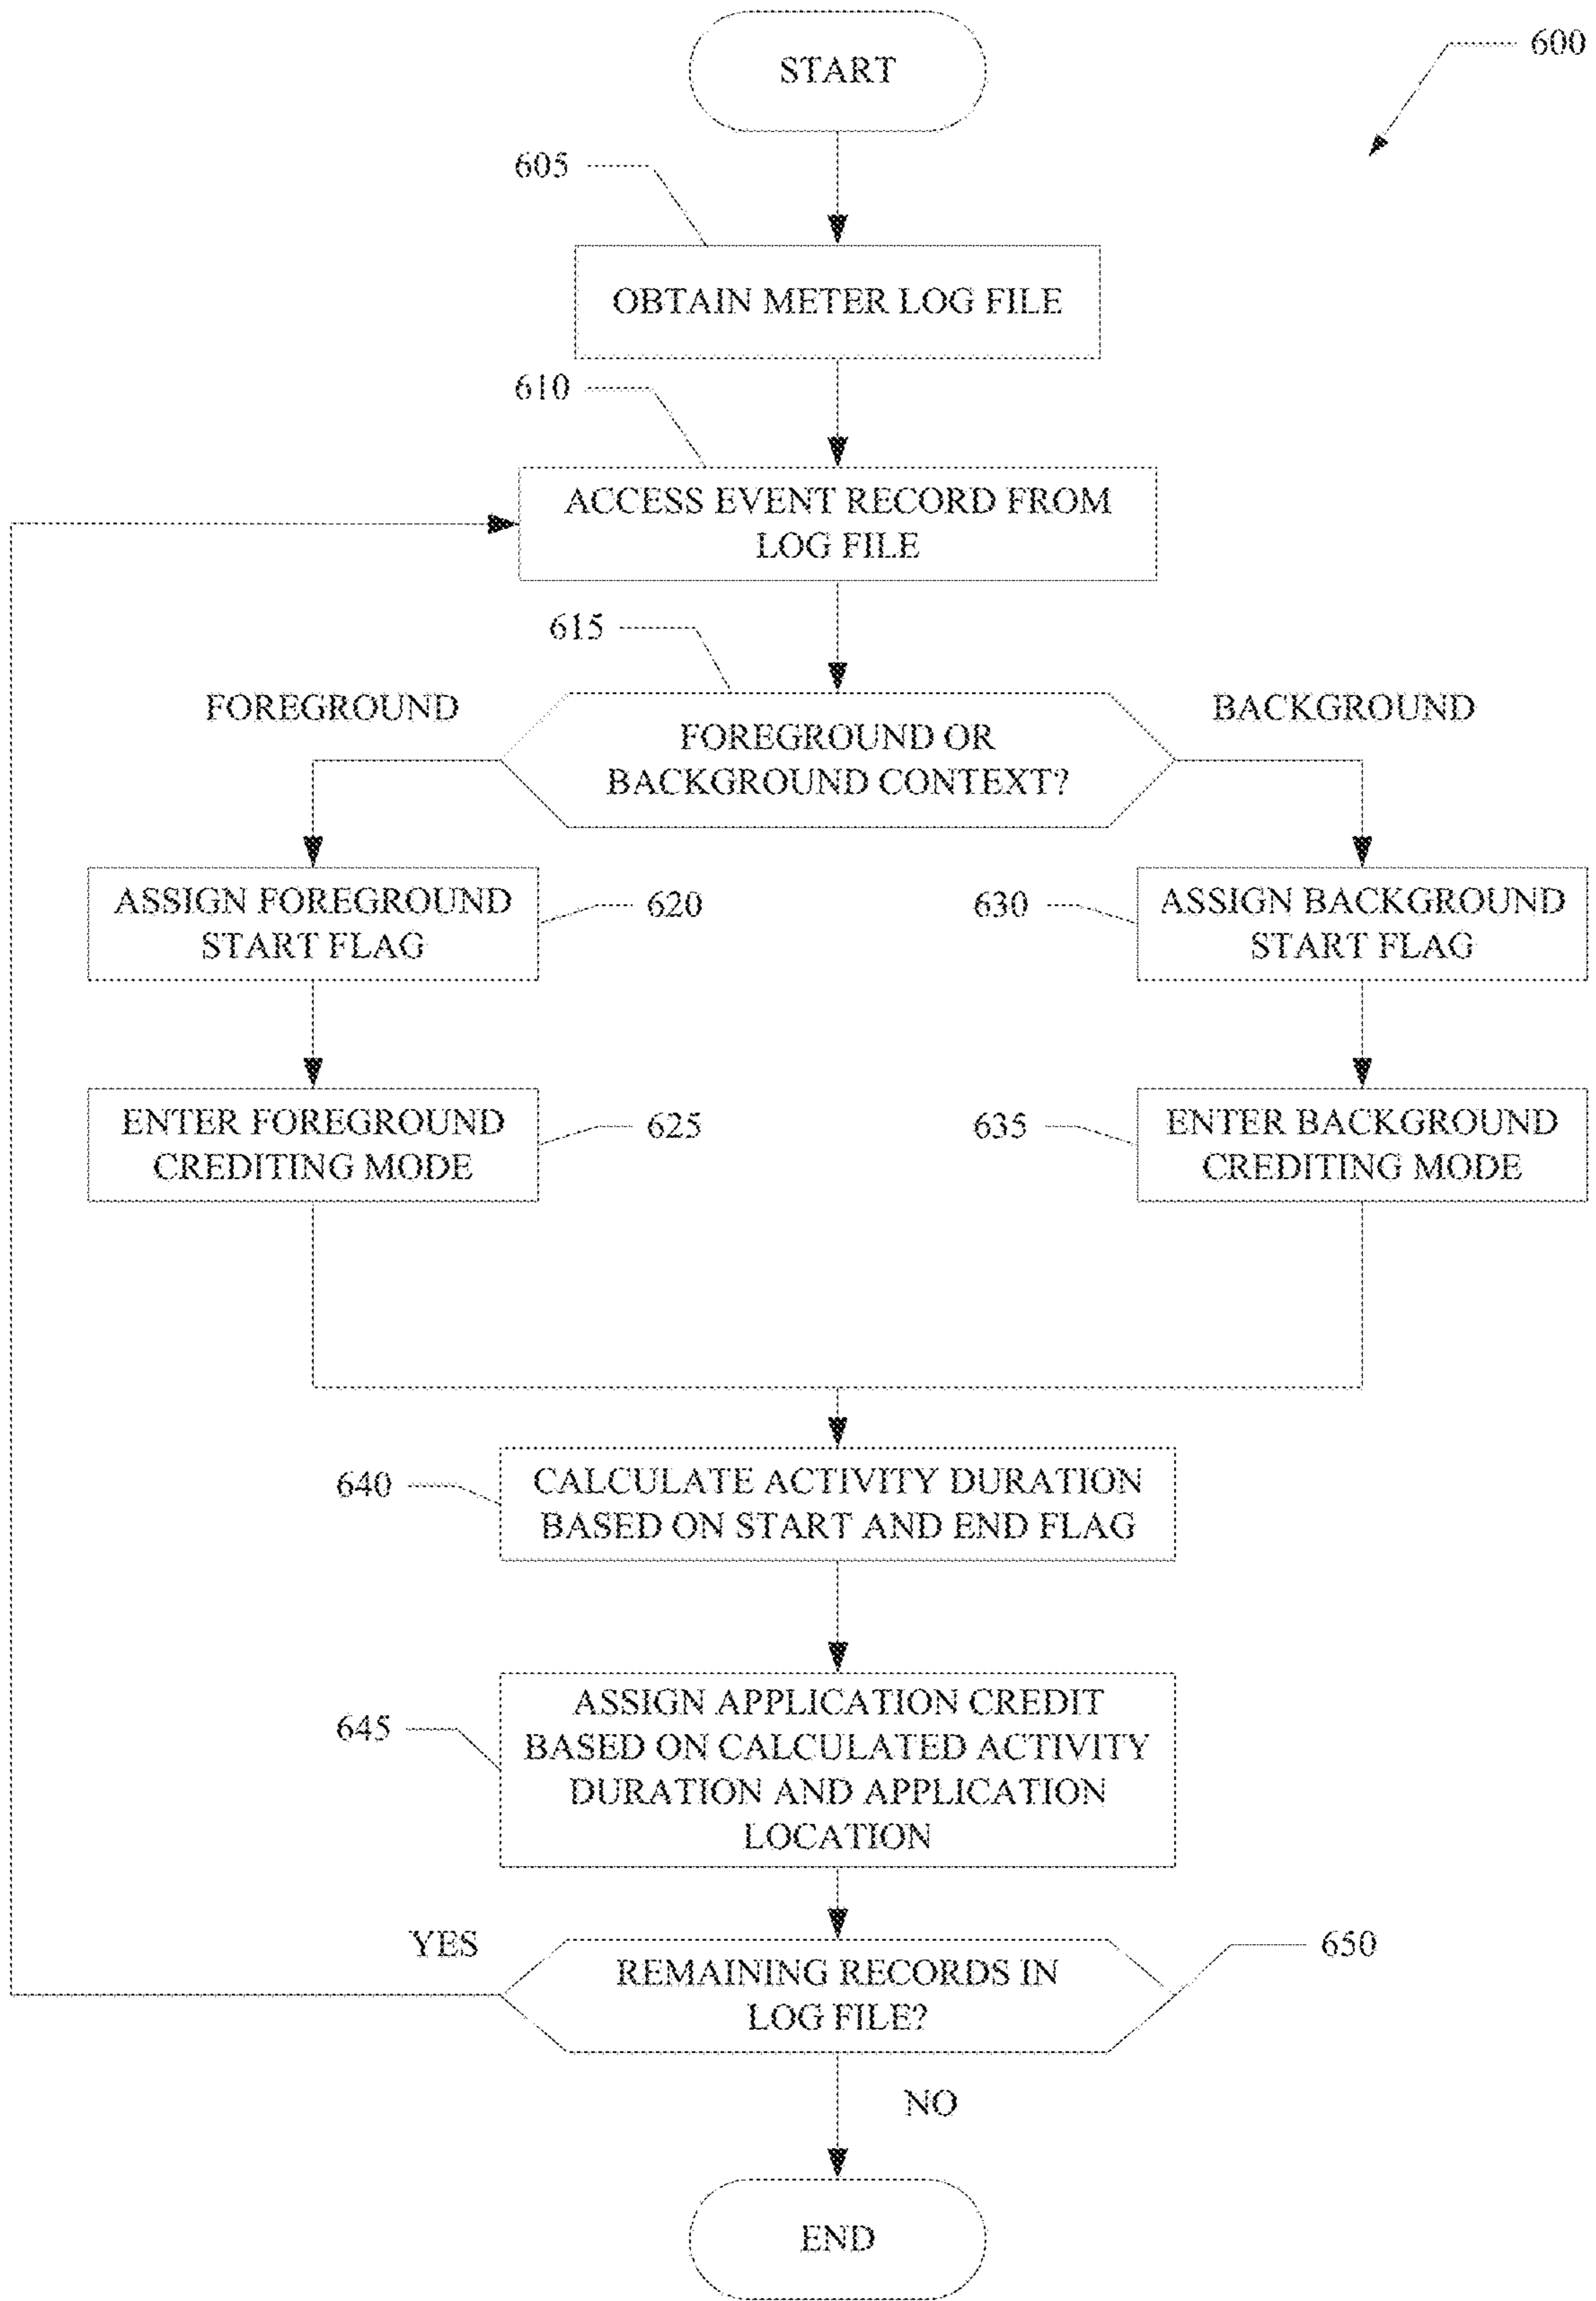 START
600
605
OBTAIN METER LOG FILE
610
ACCESS EVENT RECORD FROM
LOG FILE
615
FOREGROUND
BACKGROUND
FOREGROUND OR
BACKGROUND CONTEXT?
ASSIGN FOREGROUND
START FLAG
620
630
ASSIGN BACKGROUND
START FLAG
ENTER FOREGROUND
CREDITING MODE
625
635
ENTER BACKGROUND
CREDITING MODE
640
CALCULATE ACTIVITY DURATION
BASED ON START AND END FLAG
645
ASSIGN APPLICATION CREDIT
BASED ON CALCULATED ACTIVITY
DURATION AND APPLICATION
LOCATION
YES
REMAINING RECORDS IN
LOG FILE?
650
NO
END